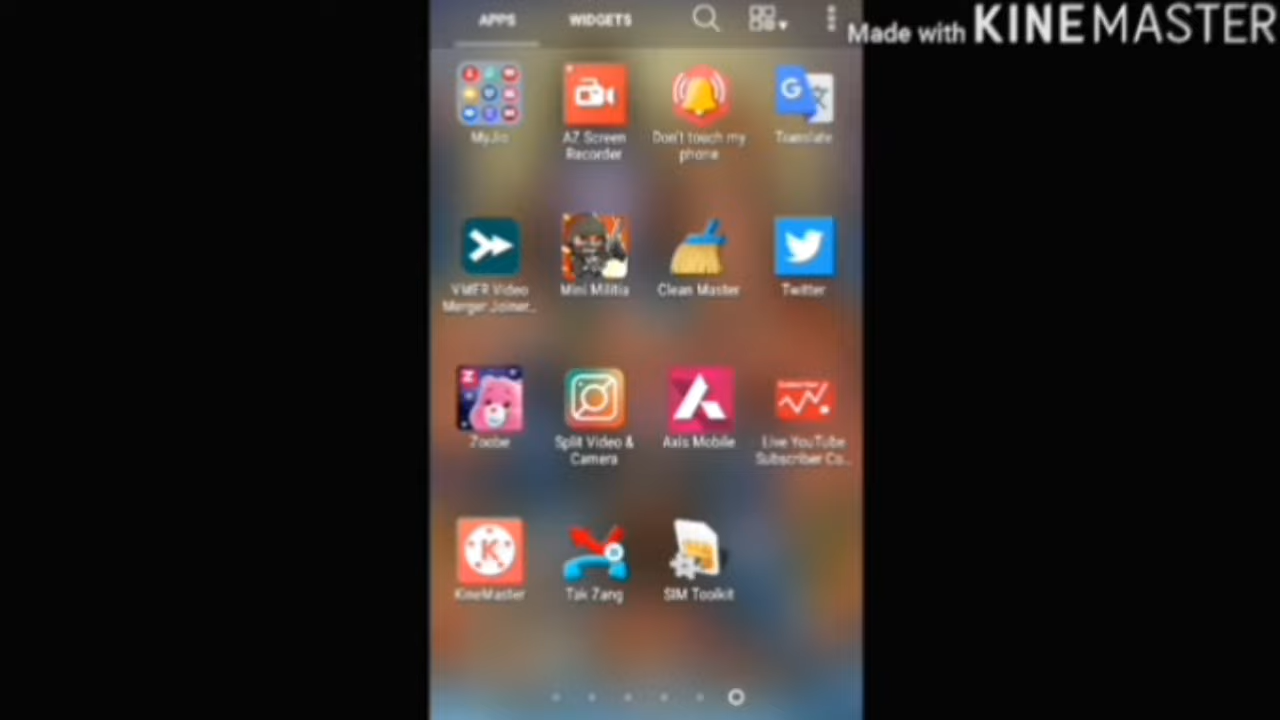 APPS WIDGETS
Made with KINEMASTER
MyJio AZ Screen Recorder Don't touch my phone Translate
VMER Video Merger Joiner... Mini Militia Clean Master Twitter
Zoobe Split Video & Camera Axis Mobile Live YouTube Subscriber Co...
KineMaster Tak Zang SIM Toolkit